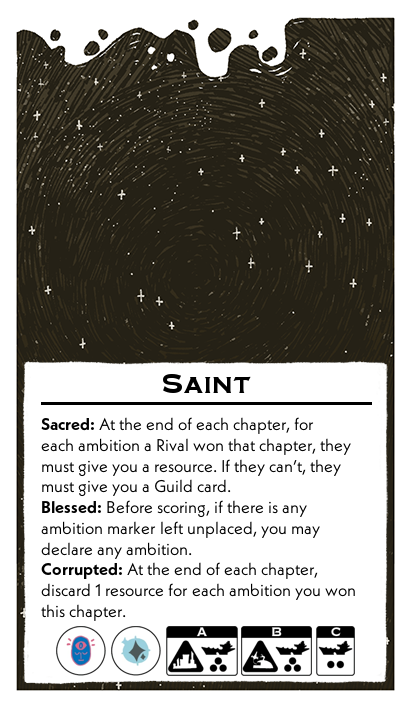 SAINT
Sacred: At the end of each chapter, for
each ambition a Rival won that chapter, they
must give you a resource. If they can't, they
must give you a Guild card.
Blessed: Before scoring, if there is any
ambition marker left unplaced, you may
declare any ambition.
Corrupted: At the end of each chapter,
discard 1 resource for each ambition you won
this chapter.
A B C